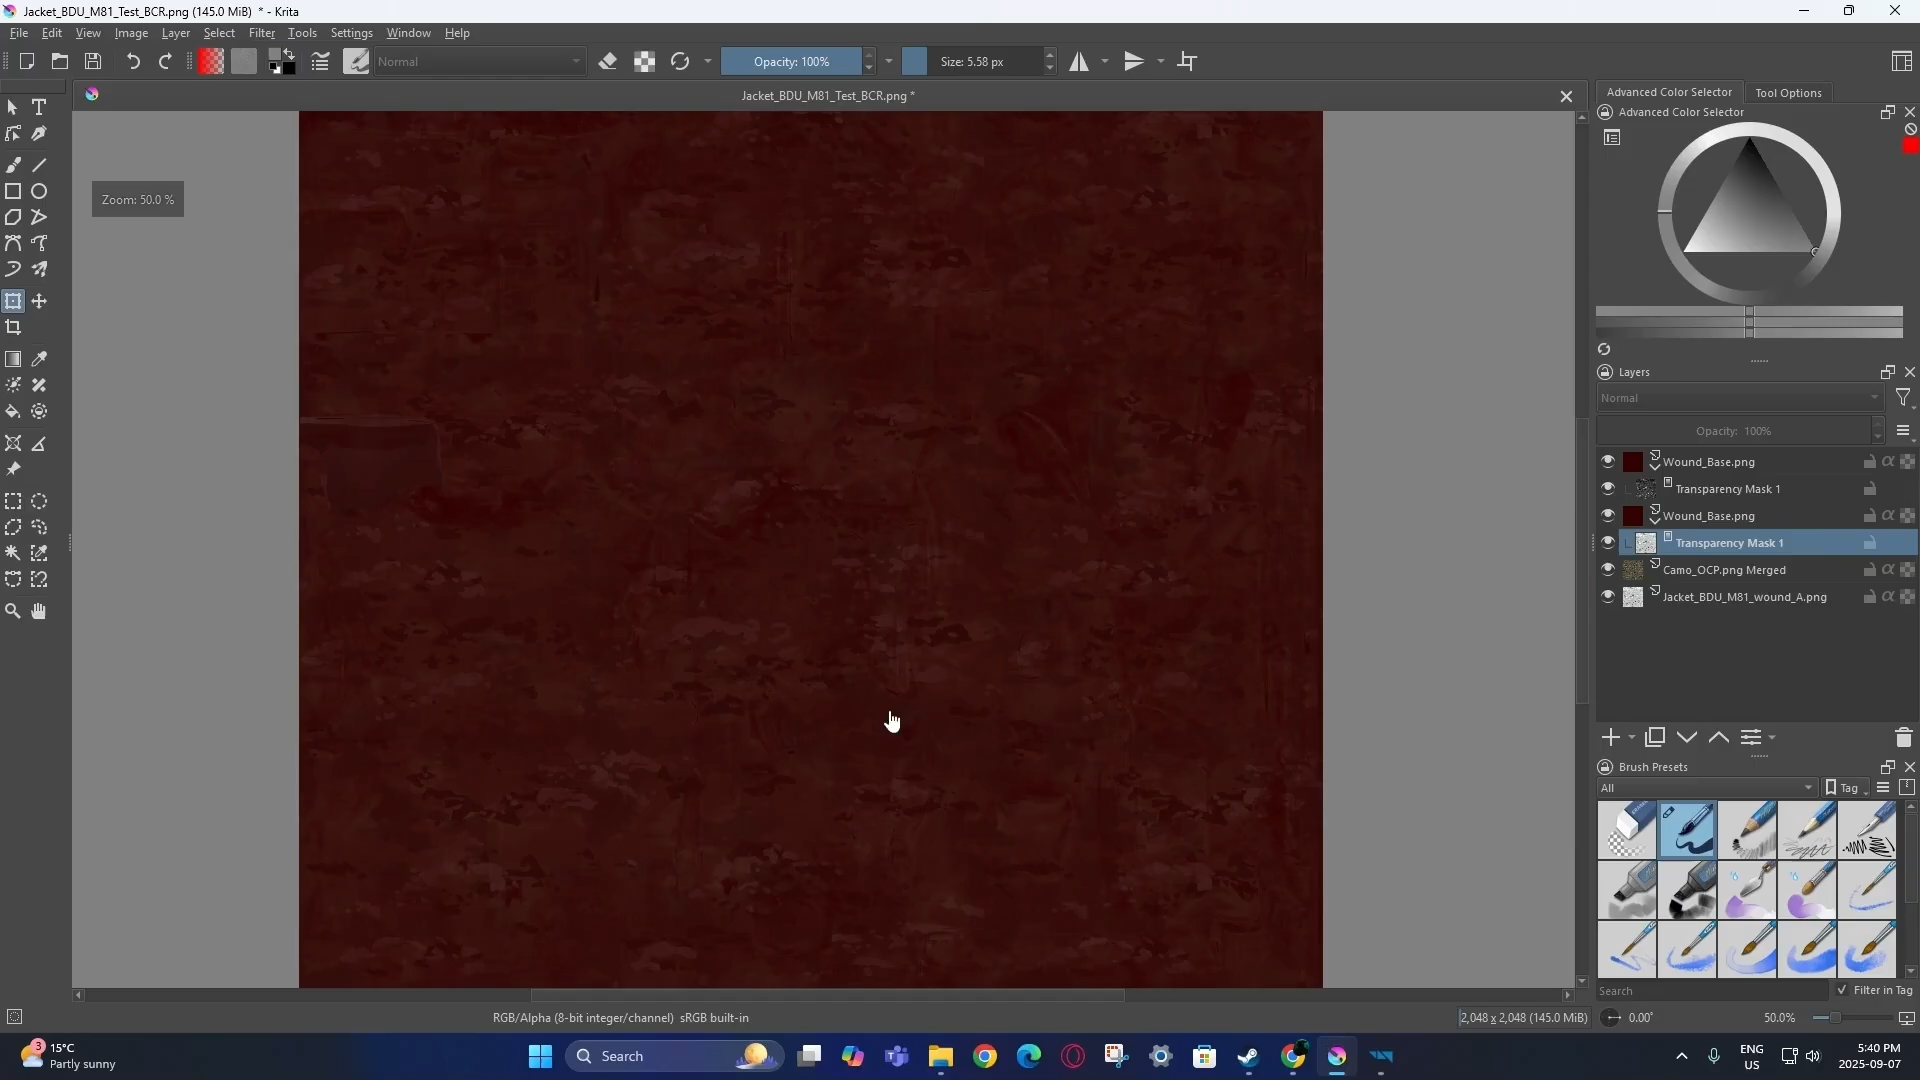 Jacket_BDU_M81_Test_BCR.png (145.0 MiB) * - Krita
File Edit View Image Layer Select Filter Tools Settings Window Help
Normal Opacity: 100% Size: 5.58 px
Jacket_BDU_M81_Test_BCR.png *
Zoom: 50.0 %
Advanced Color Selector Tool Options
Advanced Color Selector
Layers
Normal
Opacity: 100%
Wound_Base.png
Transparency Mask 1
Wound_Base.png
Transparency Mask 1
Camo_OCP.png Merged
Jacket_BDU_M81_wound_A.png
Brush Presets
All Tag
Search Filter in Tag
RGB/Alpha (8-bit integer/channel) sRGB built-in 2,048 x 2,048 (145.0 MiB) 0.00° 50.0%
3 15°C
Partly sunny
Search
ENG
US
5:40 PM
2025-09-07